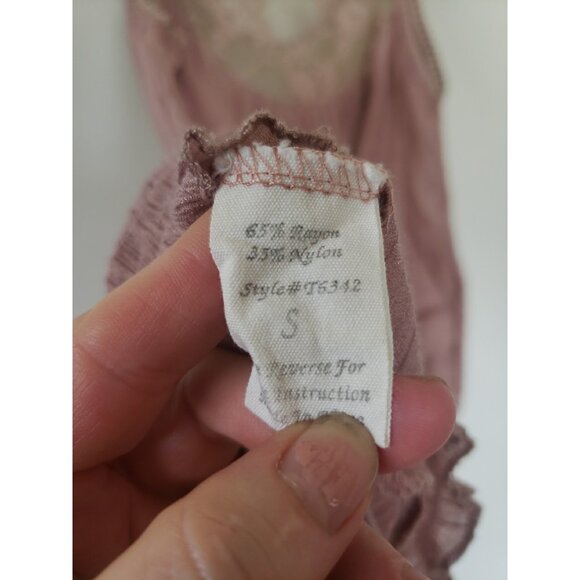 65% Rayon
35% Nylon
Style# T6342
S
Reverse For
Instruction